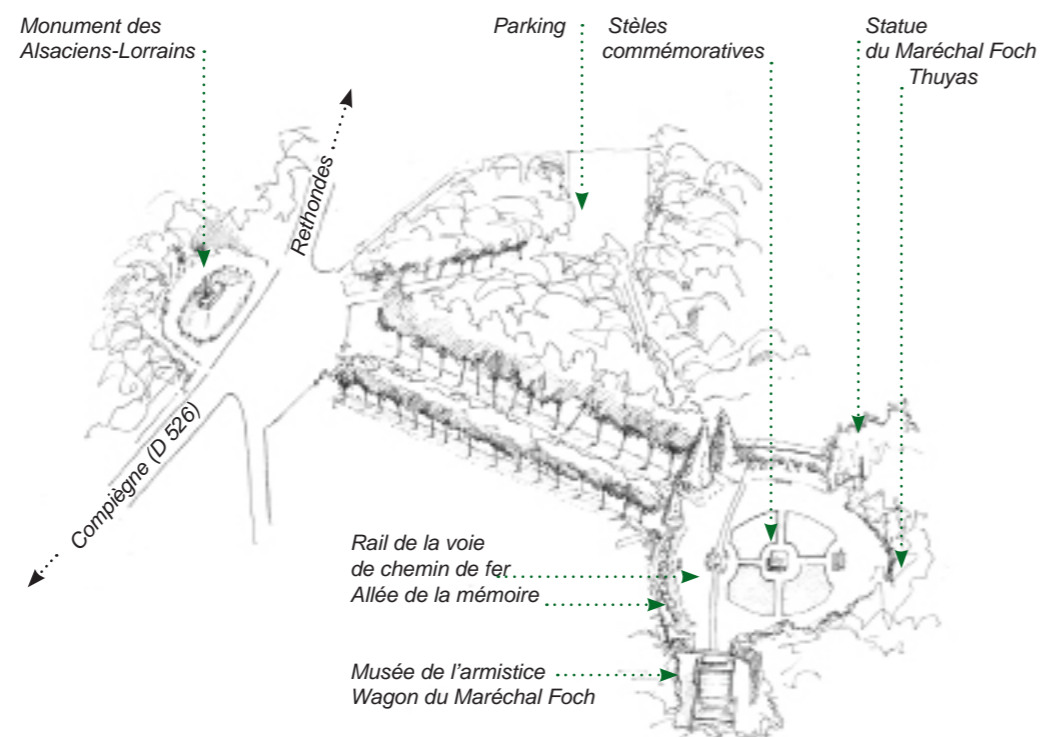 Monument des
Alsaciens-Lorrains
Parking
Stèles
commémoratives
Statue
du Maréchal Foch
Thuyas
Rethondes
Compiègne (D 526)
Rail de la voie
de chemin de fer
Allée de la mémoire
Musée de l'armistice
Wagon du Maréchal Foch